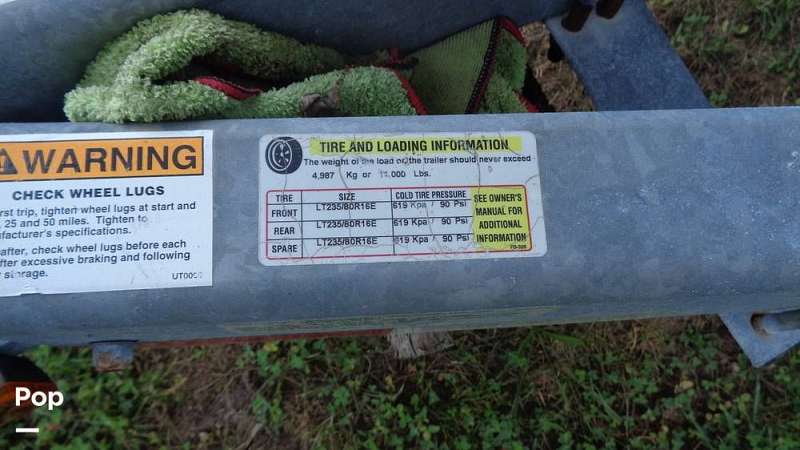 WARNING
CHECK WHEEL LUGS
rst trip, tighten wheel lugs at start and
, 25 and 50 miles. Tighten to
ufacturer's specifications.
after, check wheel lugs before each
fter excessive braking and following
storage.
TIRE AND LOADING INFORMATION
The weight of the load on the trailer should never exceed
4,987 Kg or 11,000 Lbs.
TIRE SIZE COLD TIRE PRESSURE
FRONT LT235/80R16E 619 Kpa / 90 Psi
REAR LT235/80R16E 619 Kpa / 90 Psi
SPARE LT235/80R16E 619 Kpa / 90 Psi
SEE OWNER'S
MANUAL FOR
ADDITIONAL
INFORMATION
Pop